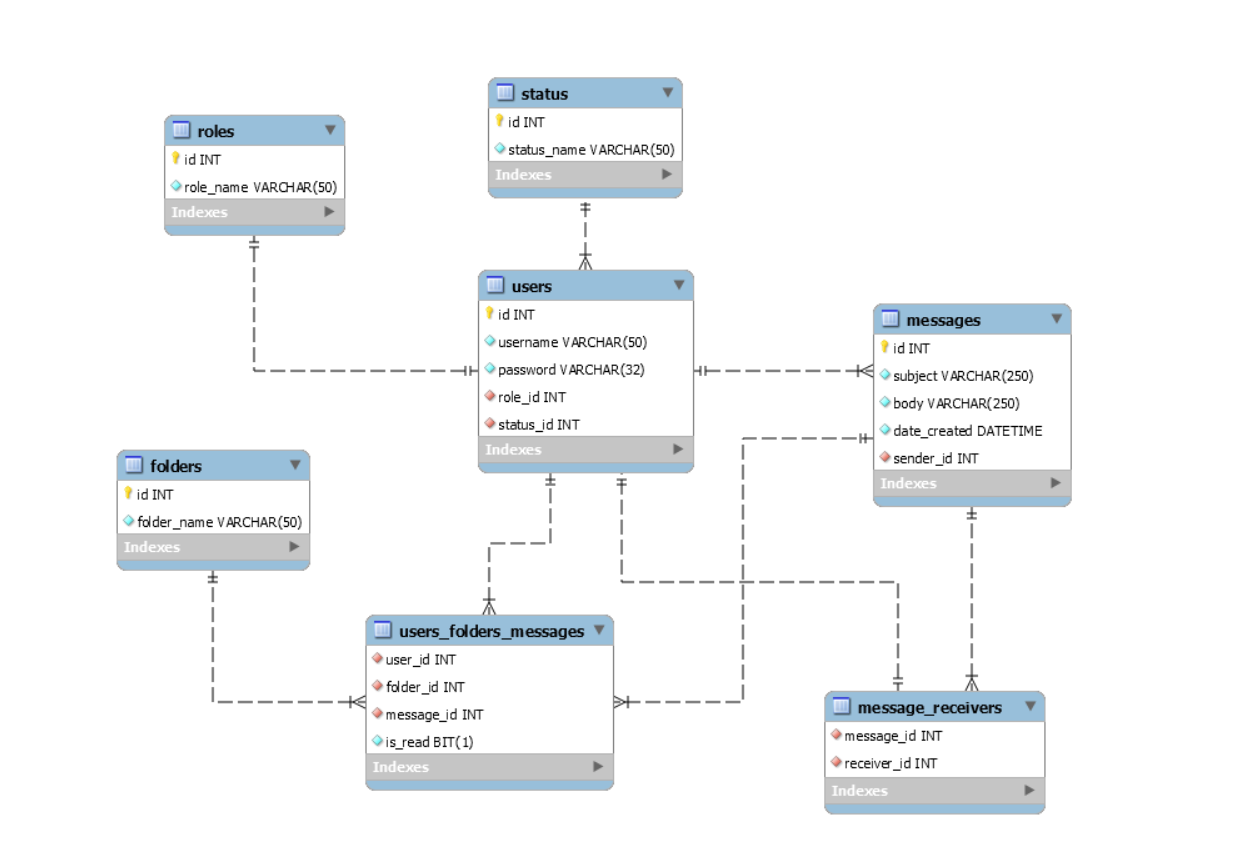 status
id INT
status_name VARCHAR(50)
Indexes
roles
id INT
role_name VARCHAR(50)
Indexes
users
id INT
username VARCHAR(50)
password VARCHAR(32)
role_id INT
status_id INT
Indexes
messages
id INT
subject VARCHAR(250)
body VARCHAR(250)
date_created DATETIME
sender_id INT
Indexes
folders
id INT
folder_name VARCHAR(50)
Indexes
users_folders_messages
user_id INT
folder_id INT
message_id INT
is_read BIT(1)
Indexes
message_receivers
message_id INT
receiver_id INT
Indexes